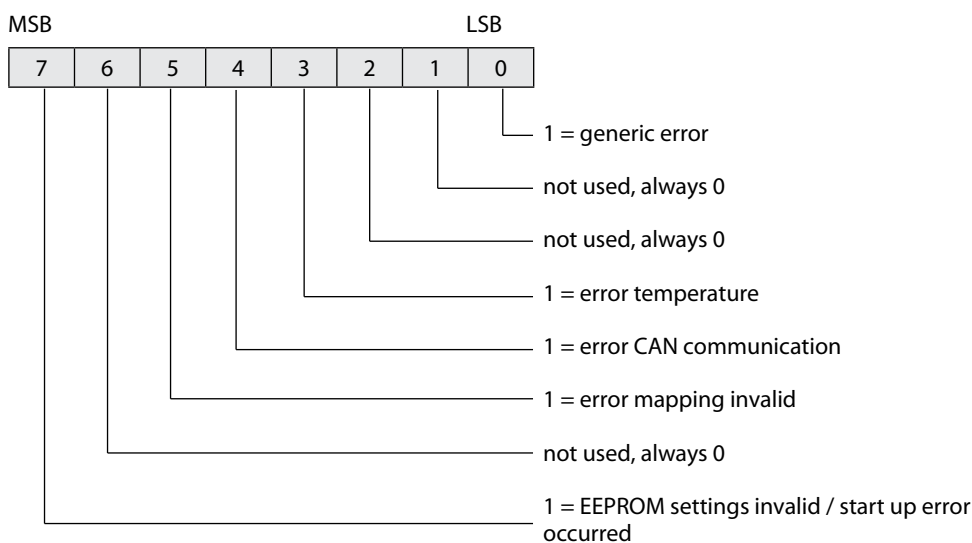 MSB LSB
7 6 5 4 3 2 1 0
1 = generic error
not used, always 0
not used, always 0
1 = error temperature
1 = error CAN communication
1 = error mapping invalid
not used, always 0
1 = EEPROM settings invalid / start up error
occurred